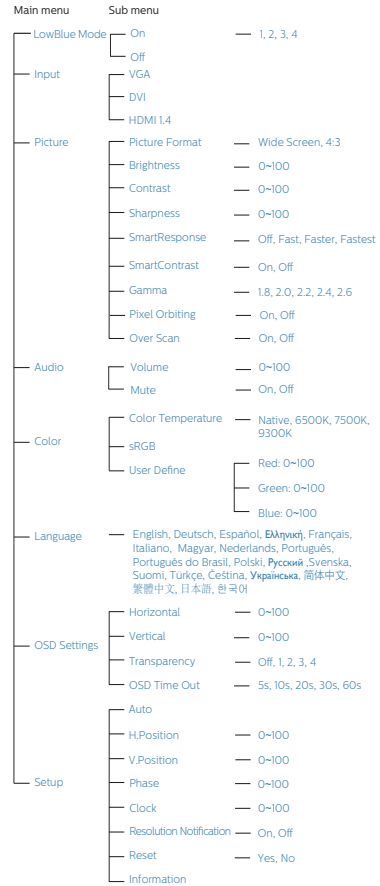 Main menu Sub menu
LowBlue Mode On 1, 2, 3, 4
Off
Input VGA
DVI
HDMI 1.4
Picture Picture Format Wide Screen, 4:3
Brightness 0~100
Contrast 0~100
Sharpness 0~100
SmartResponse Off, Fast, Faster, Fastest
SmartContrast On, Off
Gamma 1.8, 2.0, 2.2, 2.4, 2.6
Pixel Orbiting On, Off
Over Scan On, Off
Audio Volume 0~100
Mute On, Off
Color Color Temperature Native, 6500K, 7500K,
9300K
sRGB
User Define Red: 0~100
Green: 0~100
Blue: 0~100
Language English, Deutsch, Español, Ελληνική, Français,
Italiano, Magyar, Nederlands, Português,
Português do Brasil, Polski, Русский ,Svenska,
Suomi, Türkçe, Čeština, Українська, 简体中文,
繁體中文, 日本語, 한국어
OSD Settings Horizontal 0~100
Vertical 0~100
Transparency Off, 1, 2, 3, 4
OSD Time Out 5s, 10s, 20s, 30s, 60s
Setup Auto
H.Position 0~100
V.Position 0~100
Phase 0~100
Clock 0~100
Resolution Notification On, Off
Reset Yes, No
Information